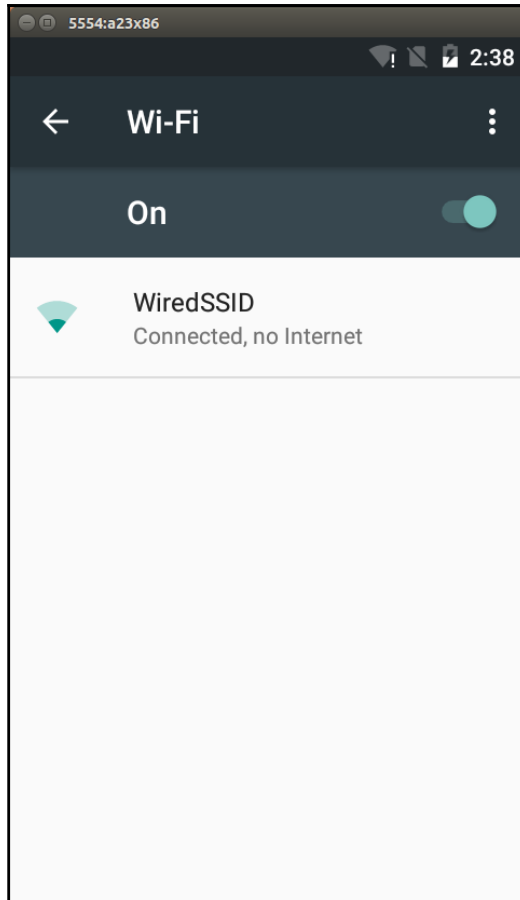 5554:a23x86
2:38
Wi-Fi
On
WiredSSID
Connected, no Internet